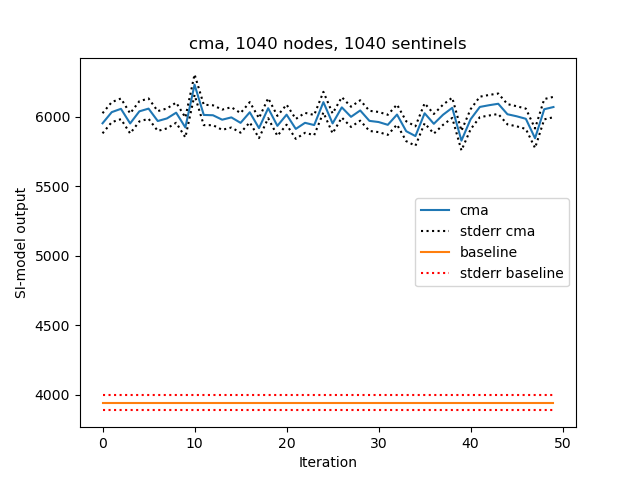 cma, 1040 nodes, 1040 sentinels
SI-model output
6000
5500
5000
4500
4000
cma
stderr cma
baseline
stderr baseline
0
10
20
30
40
50
Iteration